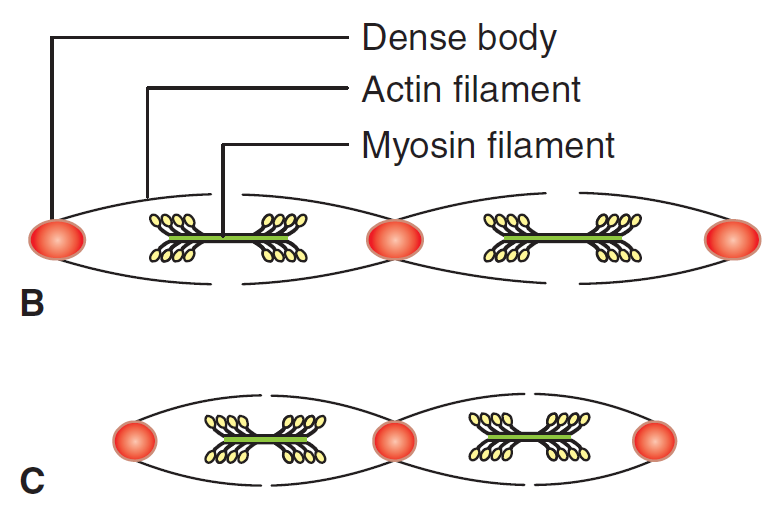 Dense body
Actin filament
Myosin filament
B
C